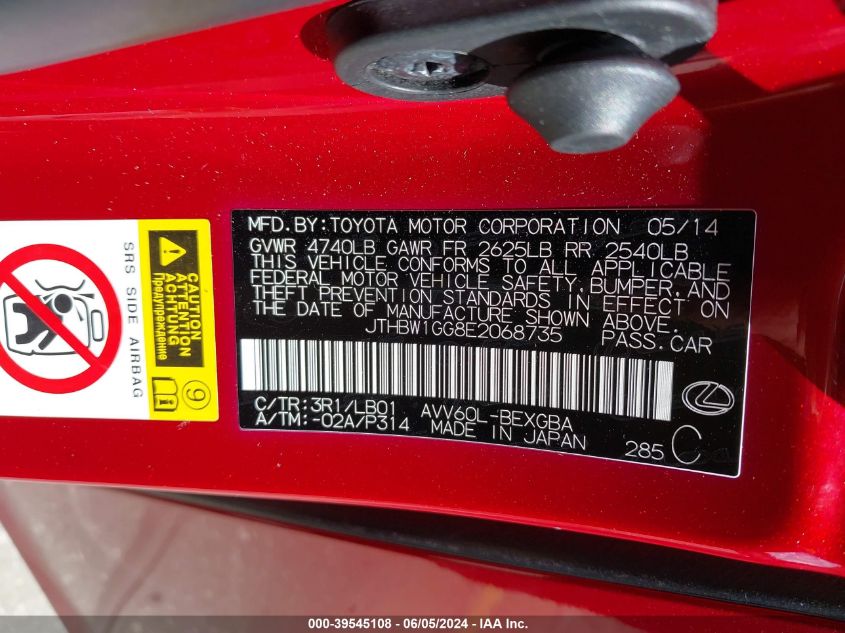 MFD.BY:TOYOTA MOTOR CORPORATION 05/14
GVWR 4740LB GAWR FR 2625LB RR 2540LB
THIS VEHICLE CONFORMS TO ALL APPLICABLE
FEDERAL MOTOR VEHICLE SAFETY,BUMPER,AND
THEFT PREVENTION STANDARDS IN EFFECT ON
THE DATE OF MANUFACTURE SHOWN ABOVE.
JTHBW1GG8E2068735 PASS.CAR
C/TR:3R1/LB01 AVV60L-BEXGBA
A/TM:-02A/P314 MADE IN JAPAN 285 C
SRS SIDE AIRBAG
CAUTION
ATTENTION
ACHTUNG
Предупреждение
9
000-39545108 - 06/05/2024 - IAA Inc.